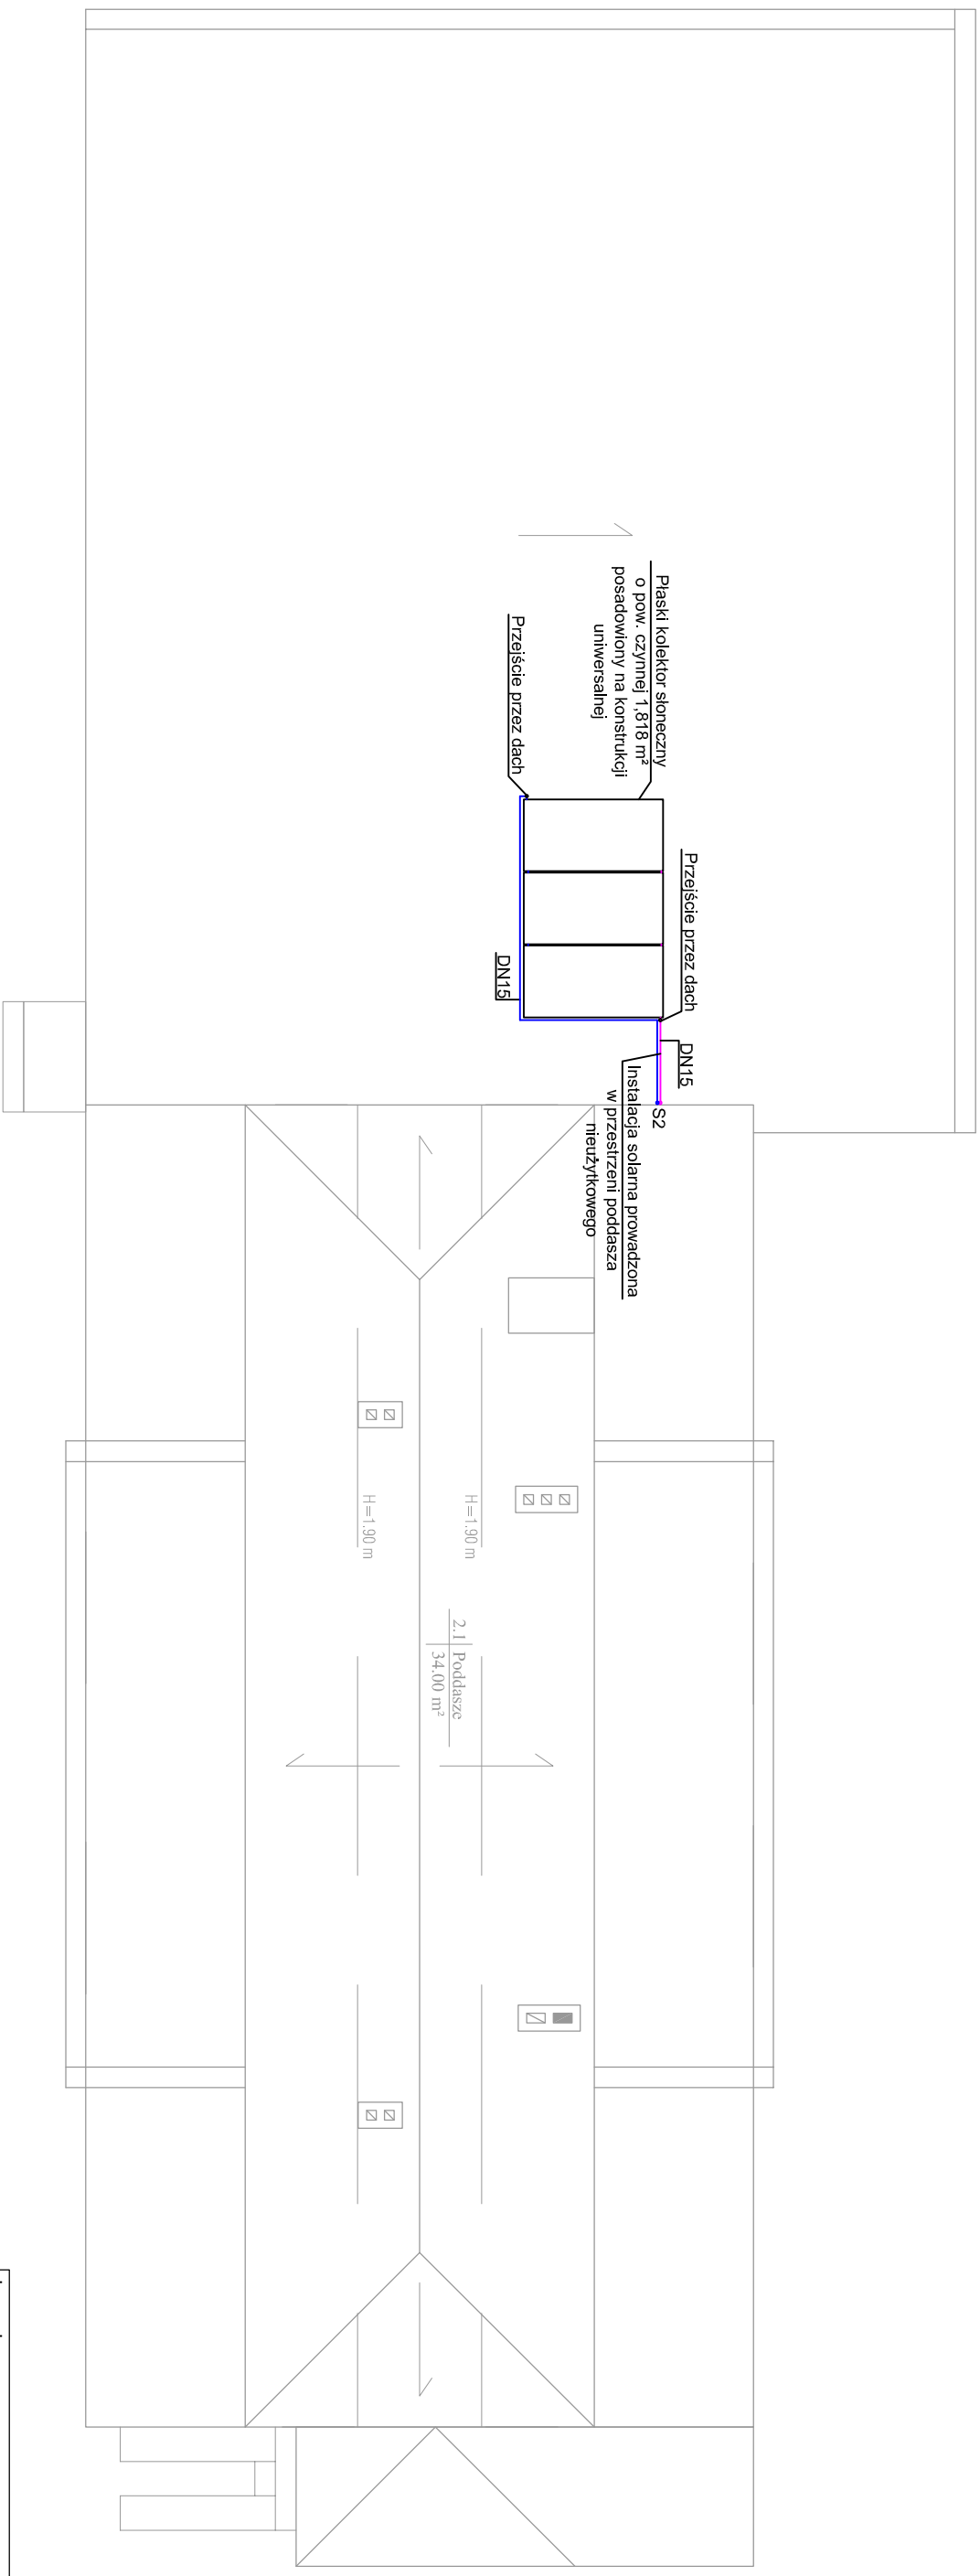 Płaski kolektor słoneczny
o pow. czynnej 1,818 m²
posadowiony na konstrukcji
uniwersalnej
Przejście przez dach
Przejście przez dach
DN15
DN15
S2
Instalacja solarna prowadzona
w przestrzeni poddasza
nieużytkowego
H=1.90 m
H=1.90 m
2.1 Poddasze
34.00 m²